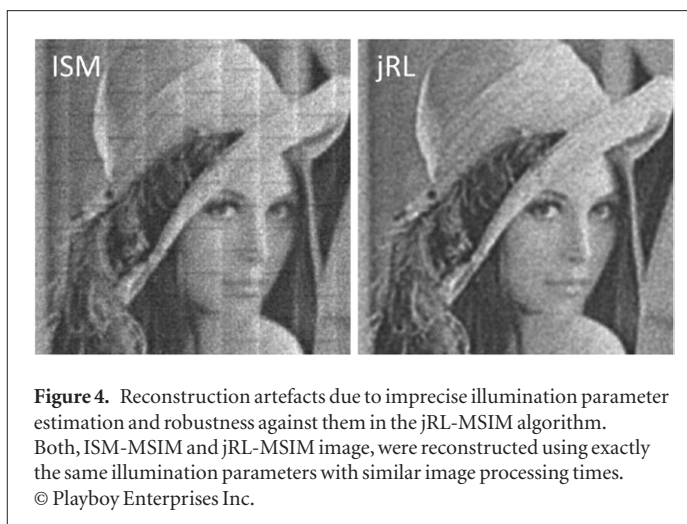 ISM
jRL
Figure 4. Reconstruction artefacts due to imprecise illumination parameter
estimation and robustness against them in the jRL-MSIM algorithm.
Both, ISM-MSIM and jRL-MSIM image, were reconstructed using exactly
the same illumination parameters with similar image processing times.
© Playboy Enterprises Inc.